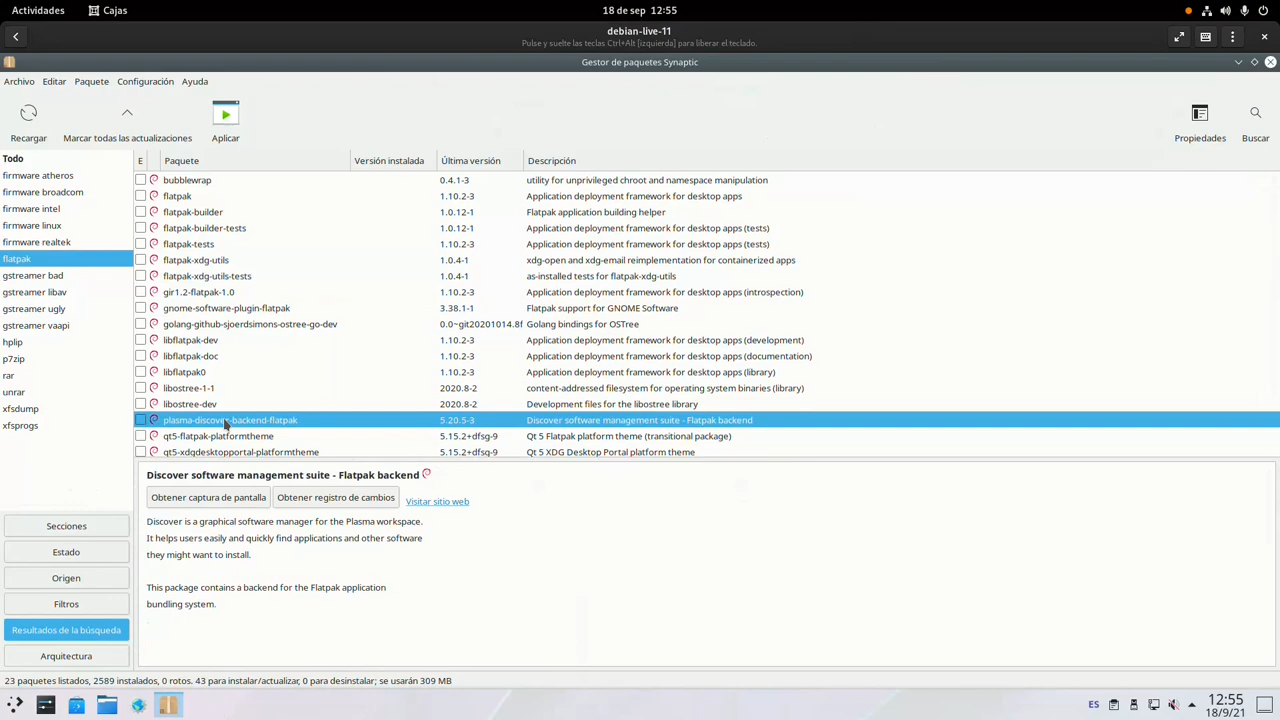 Actividades Cajas 18 de sep 12:55
debian-live-11
Pulse y suelte las teclas Ctrl+Alt [izquierda] para liberar el teclado.
Gestor de paquetes Synaptic
Archivo Editar Paquete Configuración Ayuda
Recargar Marcar todas las actualizaciones Aplicar Propiedades Buscar
Todo
firmware atheros
firmware broadcom
firmware intel
firmware linux
firmware realtek
flatpak
gstreamer bad
gstreamer libav
gstreamer ugly
gstreamer vaapi
hplip
p7zip
rar
unrar
xfsdump
xfsprogs
Secciones
Estado
Origen
Filtros
Resultados de la búsqueda
Arquitectura
E Paquete Versión instalada Última versión Descripción
bubblewrap 0.4.1-3 utility for unprivileged chroot and namespace manipulation
flatpak 1.10.2-3 Application deployment framework for desktop apps
flatpak-builder 1.0.12-1 Flatpak application building helper
flatpak-builder-tests 1.0.12-1 Application deployment framework for desktop apps (tests)
flatpak-tests 1.10.2-3 Application deployment framework for desktop apps (tests)
flatpak-xdg-utils 1.0.4-1 xdg-open and xdg-email reimplementation for containerized apps
flatpak-xdg-utils-tests 1.0.4-1 as-installed tests for flatpak-xdg-utils
gir1.2-flatpak-1.0 1.10.2-3 Application deployment framework for desktop apps (introspection)
gnome-software-plugin-flatpak 3.38.1-1 Flatpak support for GNOME Software
golang-github-sjoerdsimons-ostree-go-dev 0.0~git20201014.8f Golang bindings for OSTree
libflatpak-dev 1.10.2-3 Application deployment framework for desktop apps (development)
libflatpak-doc 1.10.2-3 Application deployment framework for desktop apps (documentation)
libflatpak0 1.10.2-3 Application deployment framework for desktop apps (library)
libostree-1-1 2020.8-2 content-addressed filesystem for operating system binaries (library)
libostree-dev 2020.8-2 Development files for the libostree library
plasma-discover-backend-flatpak 5.20.5-3 Discover software management suite - Flatpak backend
qt5-flatpak-platformtheme 5.15.2+dfsg-9 Qt 5 Flatpak platform theme (transitional package)
qt5-xdgdesktopportal-platformtheme 5.15.2+dfsg-9 Qt 5 XDG Desktop Portal platform theme
Discover software management suite - Flatpak backend
Obtener captura de pantalla Obtener registro de cambios Visitar sitio web
Discover is a graphical software manager for the Plasma workspace.
It helps users easily and quickly find applications and other software
they might want to install.
This package contains a backend for the Flatpak application
bundling system.
23 paquetes listados, 2589 instalados, 0 rotos. 43 para instalar/actualizar, 0 para desinstalar; se usarán 309 MB
ES 12:55
18/9/21